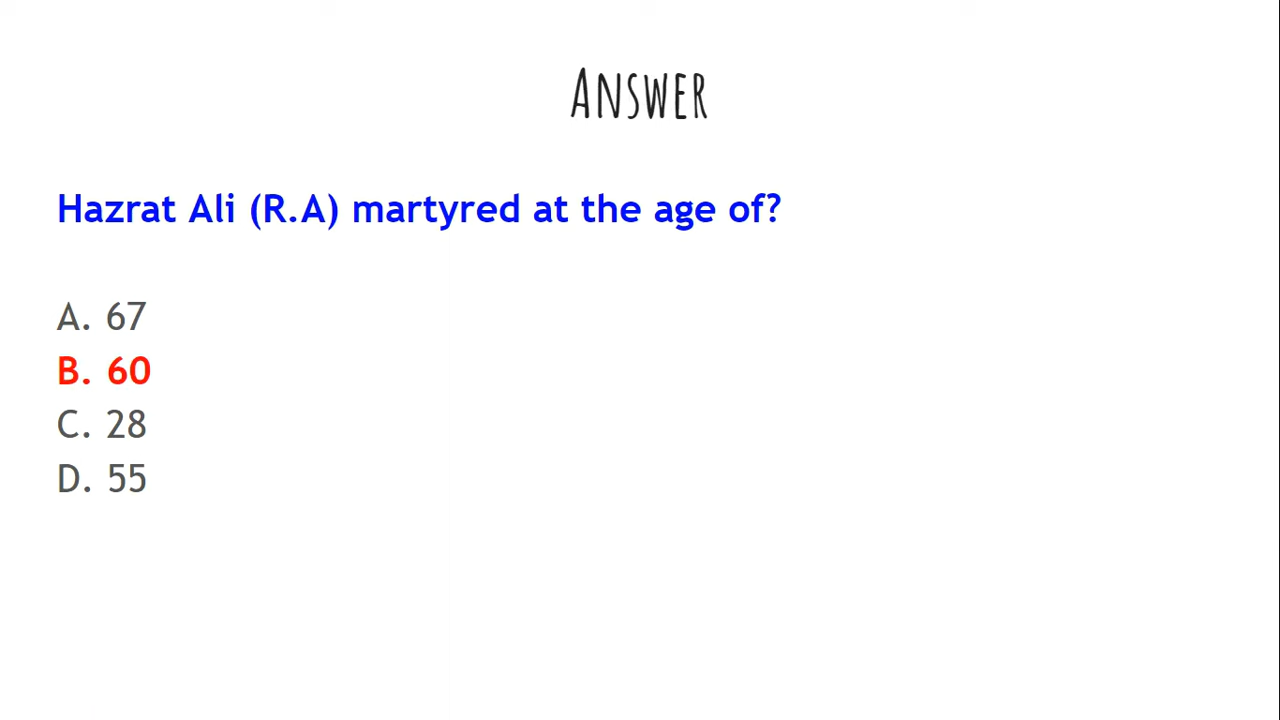 Answer
Hazrat Ali (R.A) martyred at the age of?
A. 67
B. 60
C. 28
D. 55